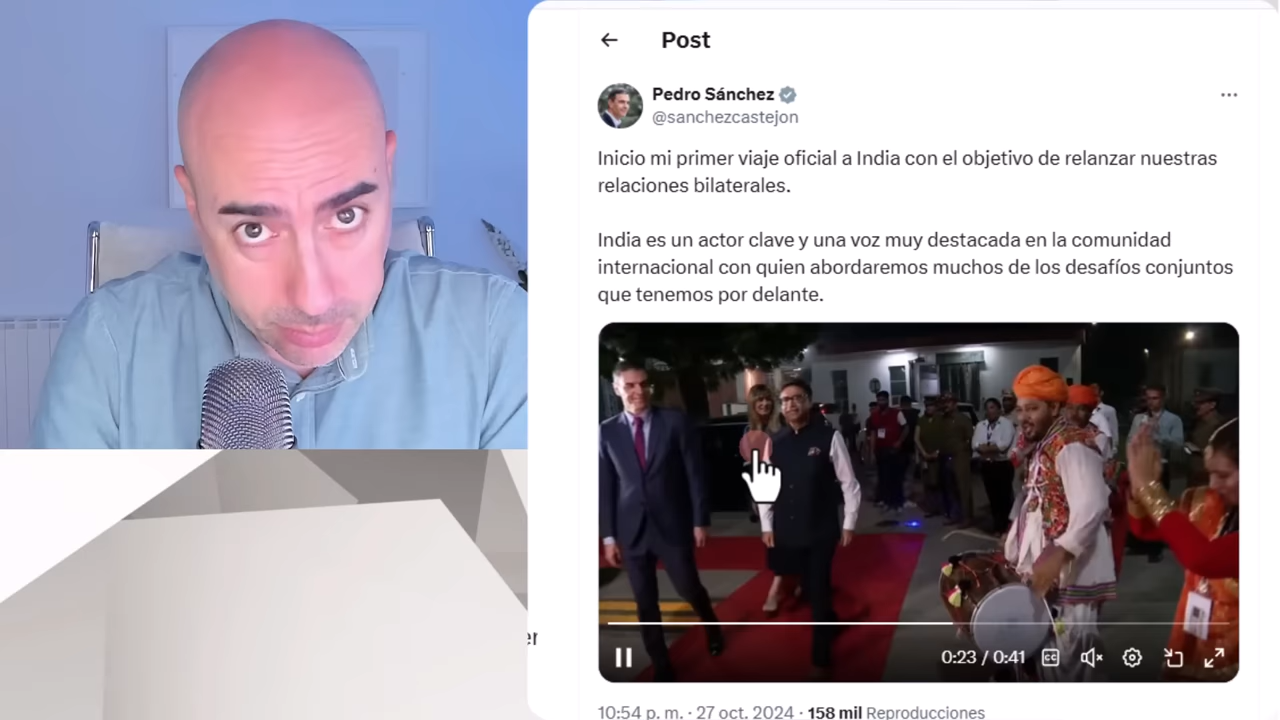 Post
Pedro Sánchez
@sanchezcastejon
Inicio mi primer viaje oficial a India con el objetivo de relanzar nuestras
relaciones bilaterales.
India es un actor clave y una voz muy destacada en la comunidad
internacional con quien abordaremos muchos de los desafíos conjuntos
que tenemos por delante.
er
0:23 / 0:41
CC
10:54 p. m. · 27 oct. 2024 · 158 mil Reproducciones